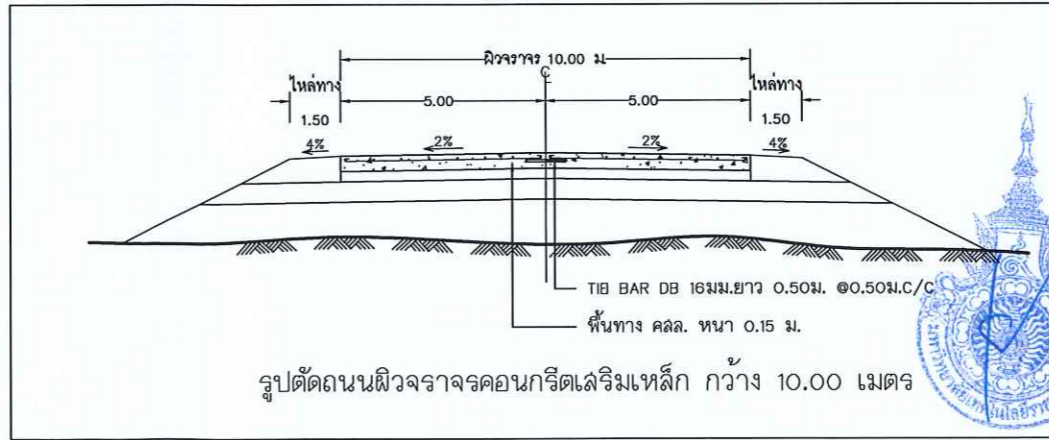 ผิวจราจร 10.00 ม
C
L
ไหล่ทาง
ไหล่ทาง
5.00
5.00
1.50
1.50
4%
2%
2%
4%
TIB BAR DB 16มม.ยาว 0.50ม. @0.50ม.C/C
พื้นทาง คสล. หนา 0.15 ม.
รูปตัดถนนผิวจราจรคอนกรีตเสริมเหล็ก กว้าง 10.00 เมตร